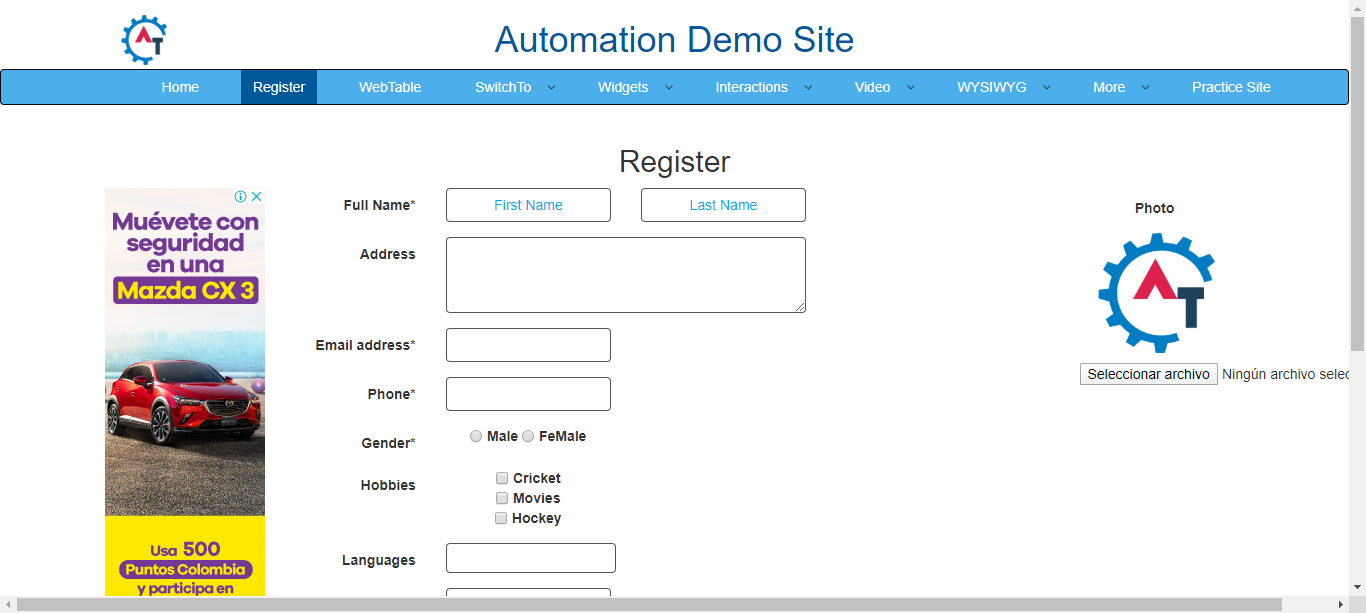 AT
Automation Demo Site
Home Register WebTable SwitchTo Widgets Interactions Video WYSIWYG More Practice Site
Register
Muévete con
seguridad
en una
Mazda CX 3
Usa 500
Puntos Colombia
y participa en
Full Name* First Name Last Name
Address
Email address*
Phone*
Gender* Male FeMale
Hobbies Cricket
Movies
Hockey
Languages
Photo
AT
Seleccionar archivo Ningún archivo selec